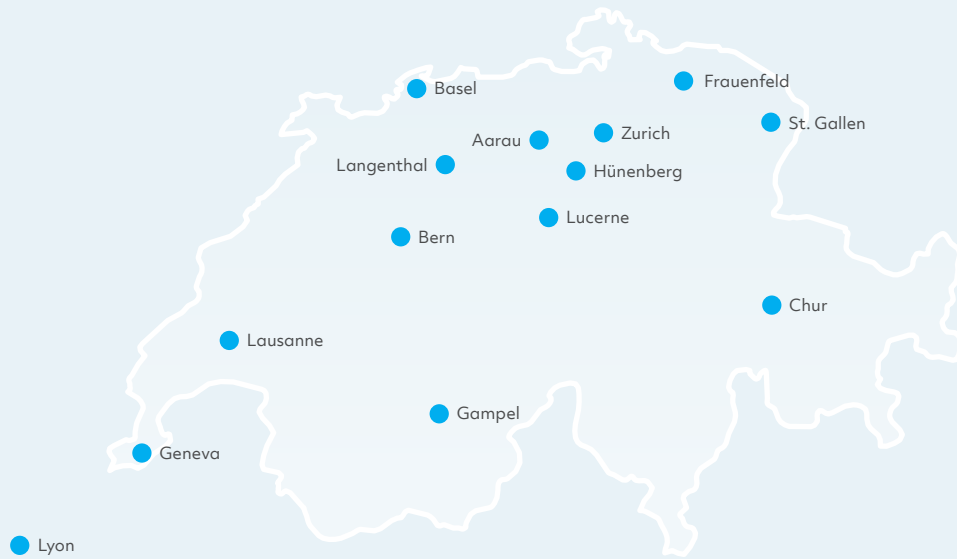 Frauenfeld
Basel
St. Gallen
Zurich
Aarau
Langenthal
Hünenberg
Lucerne
Bern
Chur
Lausanne
Gampel
Geneva
Lyon